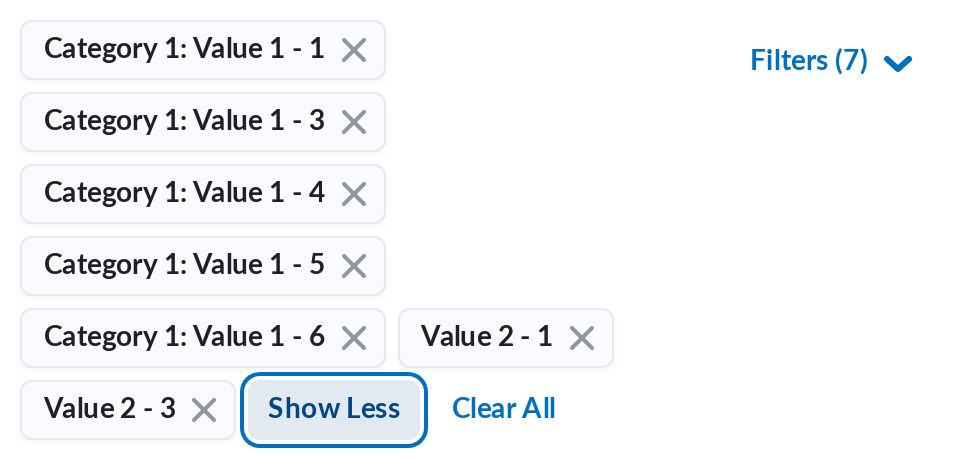 Category 1: Value 1 - 1
Filters (7)
Category 1: Value 1 - 3
Category 1: Value 1 - 4
Category 1: Value 1 - 5
Category 1: Value 1 - 6 Value 2 - 1
Value 2 - 3 Show Less Clear All